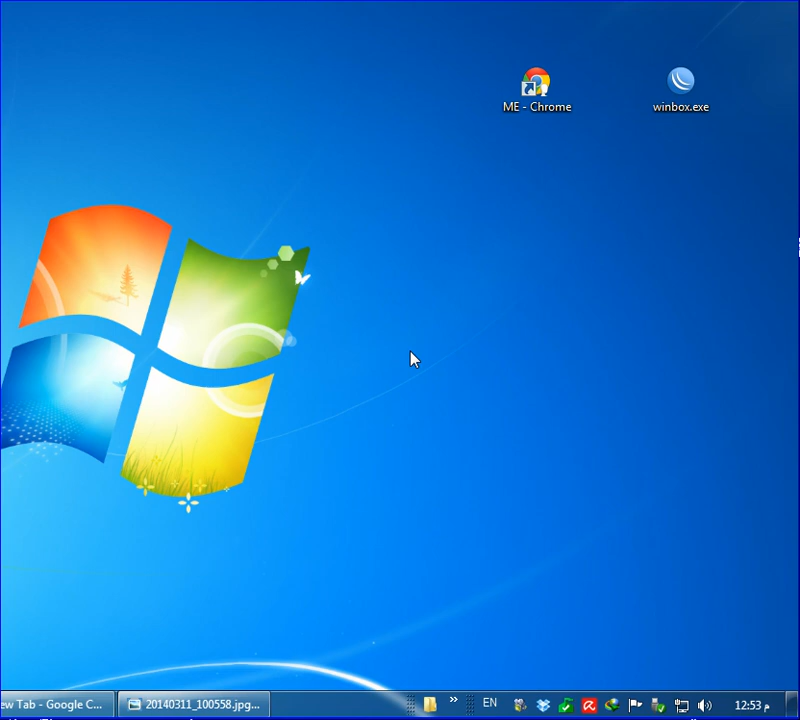 ME - Chrome
winbox.exe
ew Tab - Google C...
20140311_100558.jpg...
»
EN
12:53 م